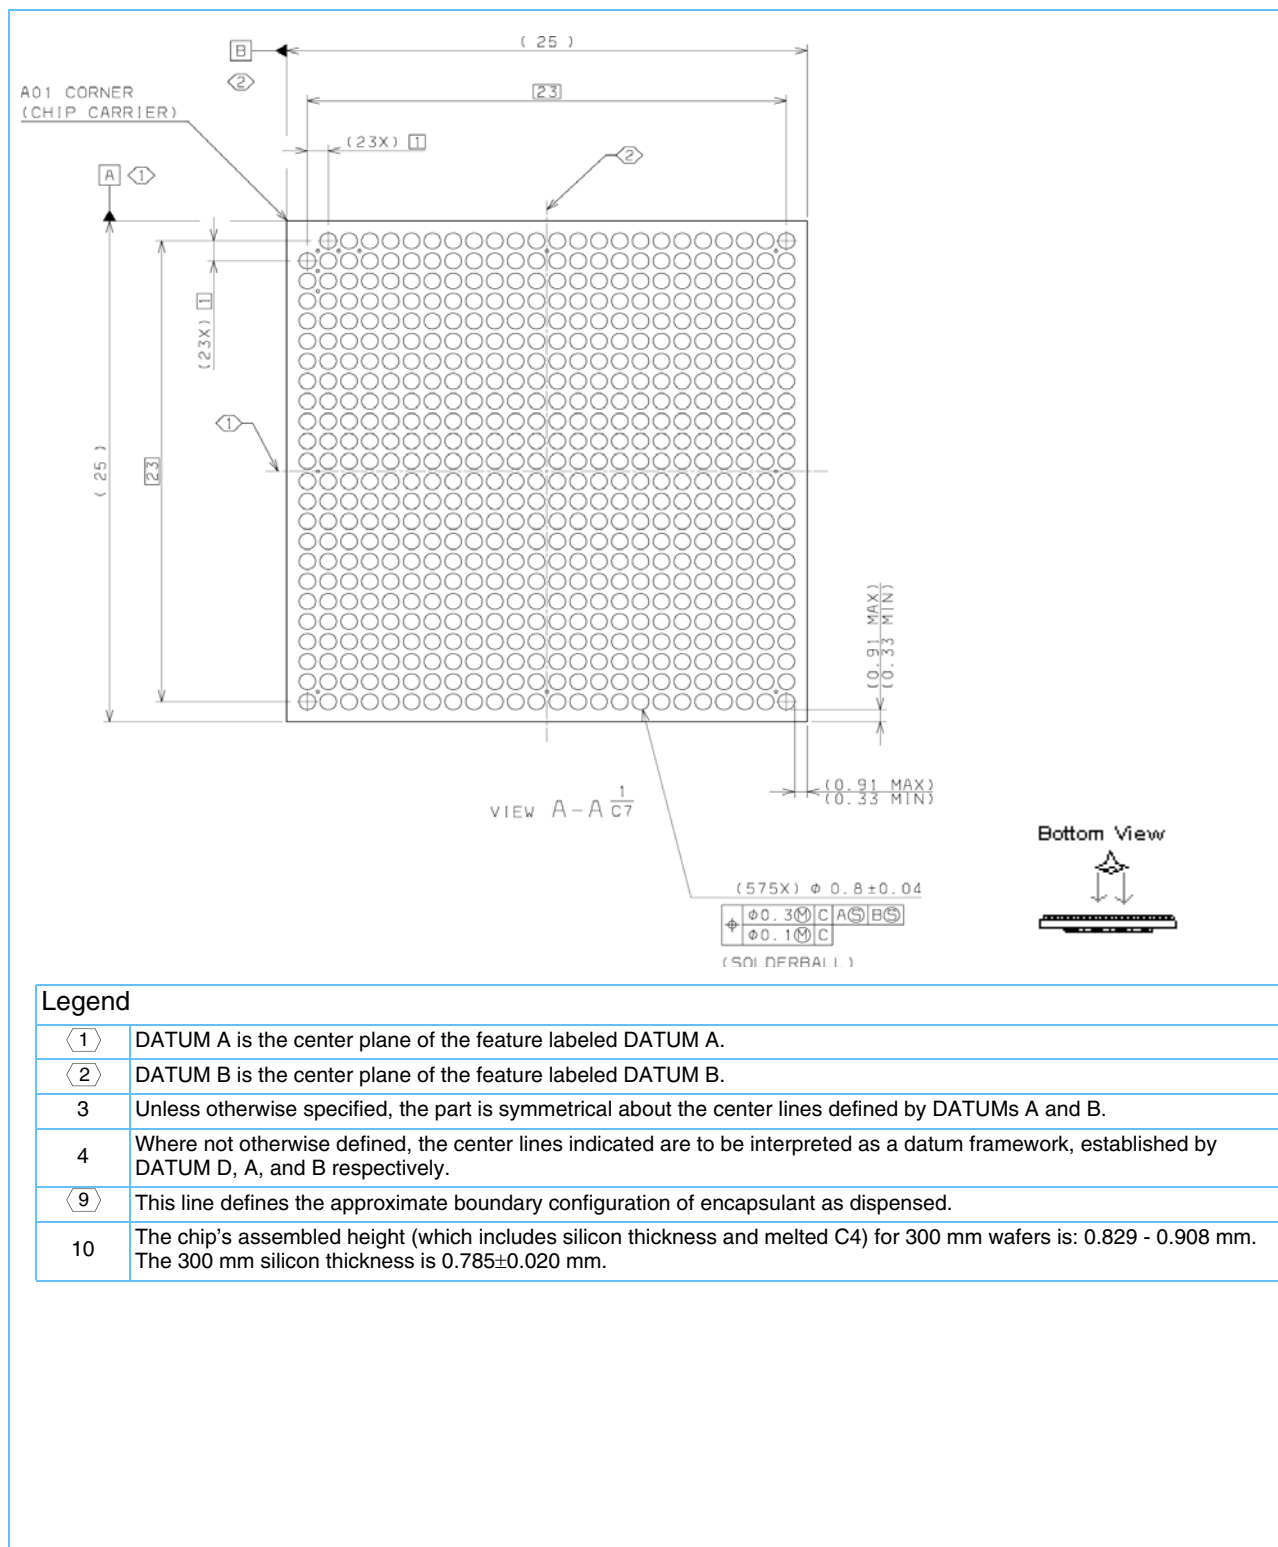 ( 25 )
B
2
23
A01 CORNER
(CHIP CARRIER)
(23X) 1
2
A 1
(23X) 1
1
( 25 )
23
(0.91 MAX)
(0.33 MIN)
(0.91 MAX)
(0.33 MIN)
VIEW A-A 1
C7
Bottom View
(575X) ϕ 0.8±0.04
⌖ ϕ0.3Ⓜ C AⓈ BⓈ
ϕ0.1Ⓜ C
(SOLDERBALL)
Legend
1 DATUM A is the center plane of the feature labeled DATUM A.
2 DATUM B is the center plane of the feature labeled DATUM B.
3 Unless otherwise specified, the part is symmetrical about the center lines defined by DATUMs A and B.
4 Where not otherwise defined, the center lines indicated are to be interpreted as a datum framework, established by
DATUM D, A, and B respectively.
9 This line defines the approximate boundary configuration of encapsulant as dispensed.
10 The chip's assembled height (which includes silicon thickness and melted C4) for 300 mm wafers is: 0.829 - 0.908 mm.
The 300 mm silicon thickness is 0.785±0.020 mm.